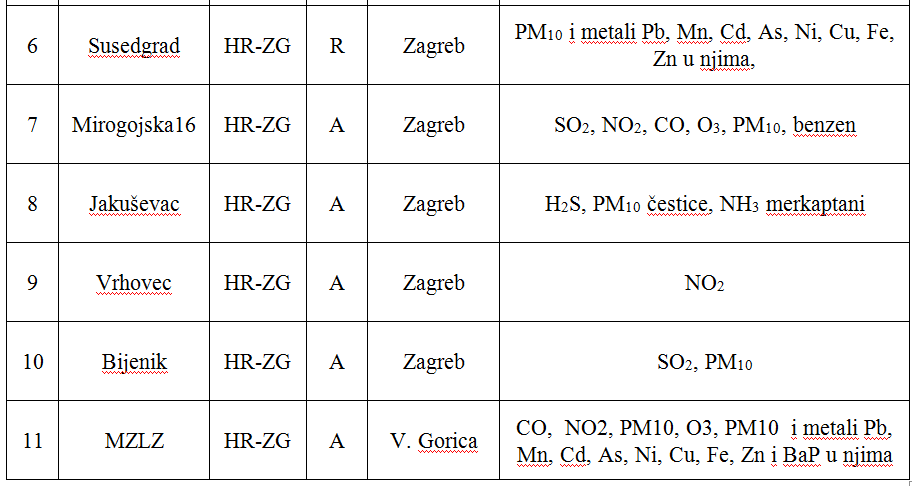 6 Susedgrad HR-ZG R Zagreb PM10 i metali Pb, Mn, Cd, As, Ni, Cu, Fe,
Zn u njima,
7 Mirogojska16 HR-ZG A Zagreb SO2, NO2, CO, O3, PM10, benzen
8 Jakuševac HR-ZG A Zagreb H2S, PM10 čestice, NH3 merkaptani
9 Vrhovec HR-ZG A Zagreb NO2
10 Bijenik HR-ZG A Zagreb SO2, PM10
11 MZLZ HR-ZG A V. Gorica CO, NO2, PM10, O3, PM10 i metali Pb,
Mn, Cd, As, Ni, Cu, Fe, Zn i BaP u njima